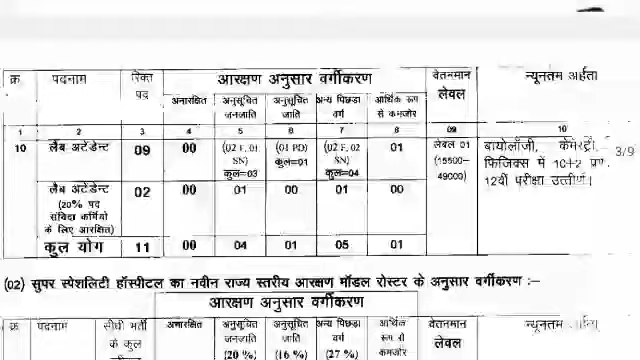 क्र पदनाम रिक्त पद आरक्षण अनुसार वर्गीकरण वेतनमान लेवल न्यूनतम अर्हता
अनारक्षित अनुसूचित जनजाति अनुसूचित जाति अन्य पिछड़ा वर्ग आर्थिक रूप से कमजोर
1 2 3 4 5 6 7 8 09 10
10 लैब अटेंडेंट 09 00 (02 F, 01 SN) कुल=03 (01 PD) कुल=01 (02 F, 02 SN) कुल=04 01 लेवल 01 (15500-49000) बायोलॉजी, केमेस्ट्री, फिजिक्स में 10+2 12वीं परीक्षा उत्तीर्ण। 3/9
लैब अटेंडेंट (20% पद संविदा कर्मियो के लिए आरक्षित) 02 00 01 00 01 00
कुल योग 11 00 04 01 05 01
(02) सुपर स्पेशलिटी हॉस्पीटल का नवीन राज्य स्तरीय आरक्षण मॉडल रोस्टर के अनुसार वर्गीकरण :–
आरक्षण अनुसार वर्गीकरण
क्र पदनाम सीधी भर्ती के कुल अनारक्षित अनुसूचित जनजाति (20 %) अनुसूचित जाति (16 %) अन्य पिछड़ा वर्ग (27 %) आर्थिक रूप से कमजोर वेतनमान लेवल न्यूनतम